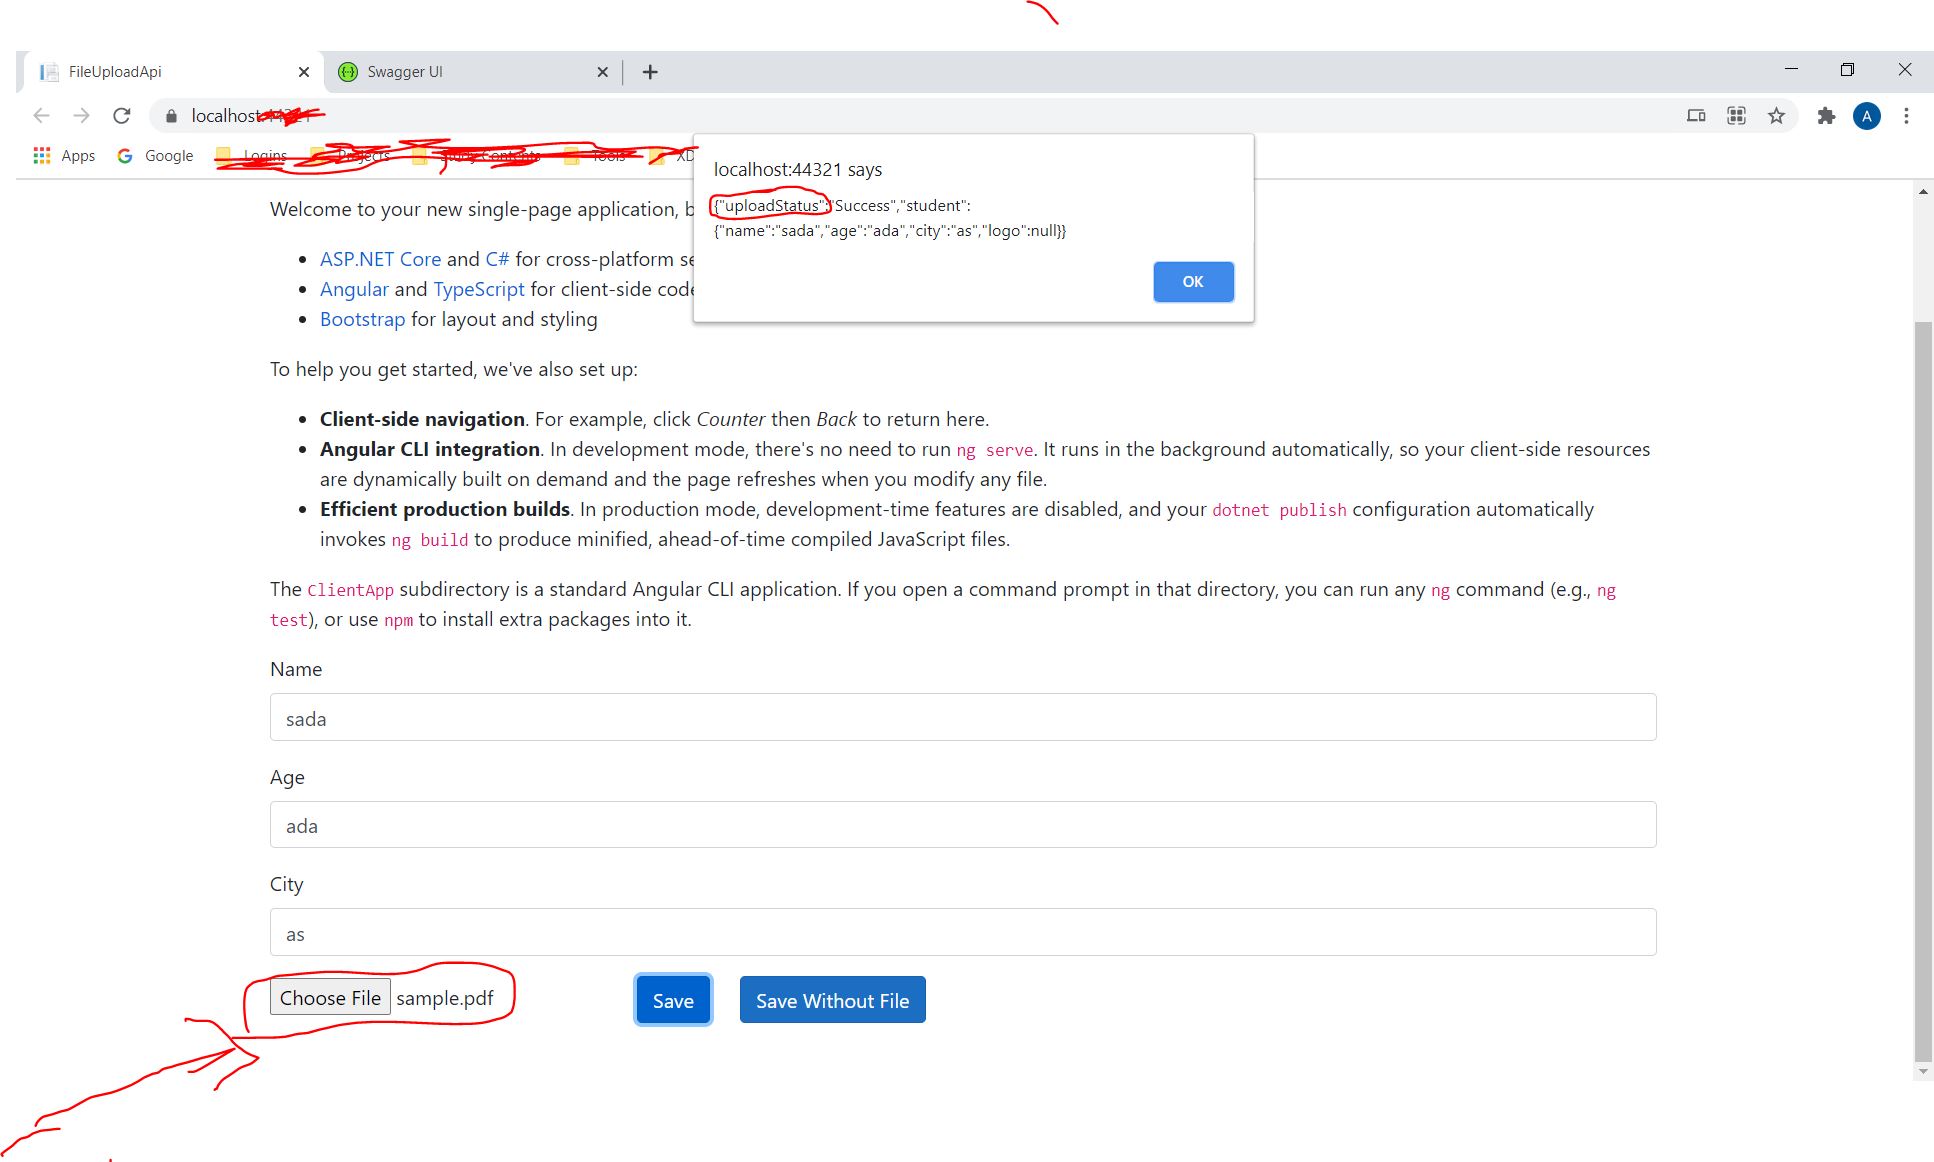 FileUploadApi
Swagger UI
localhost:44321
Apps Google Logins Projects Study Contents Tools XD
localhost:44321 says
{"uploadStatus":"Success","student":
{"name":"sada","age":"ada","city":"as","logo":null}}
OK
Welcome to your new single-page application, b
ASP.NET Core and C# for cross-platform se
Angular and TypeScript for client-side code
Bootstrap for layout and styling
To help you get started, we've also set up:
Client-side navigation. For example, click Counter then Back to return here.
Angular CLI integration. In development mode, there's no need to run ng serve. It runs in the background automatically, so your client-side resources
are dynamically built on demand and the page refreshes when you modify any file.
Efficient production builds. In production mode, development-time features are disabled, and your dotnet publish configuration automatically
invokes ng build to produce minified, ahead-of-time compiled JavaScript files.
The ClientApp subdirectory is a standard Angular CLI application. If you open a command prompt in that directory, you can run any ng command (e.g., ng
test), or use npm to install extra packages into it.
Name
sada
Age
ada
City
as
Choose File sample.pdf Save Save Without File
A